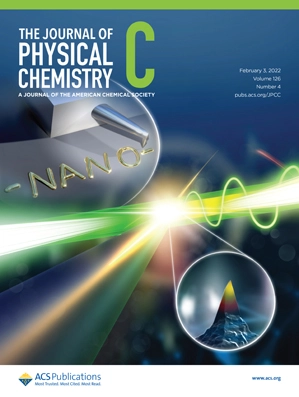 THE JOURNAL OF
PHYSICAL
CHEMISTRY C
A JOURNAL OF THE AMERICAN CHEMICAL SOCIETY
February 3, 2022
Volume 126
Number 4
pubs.acs.org/JPCC
-NANO-
ACS Publications
Most Trusted. Most Cited. Most Read.
www.acs.org